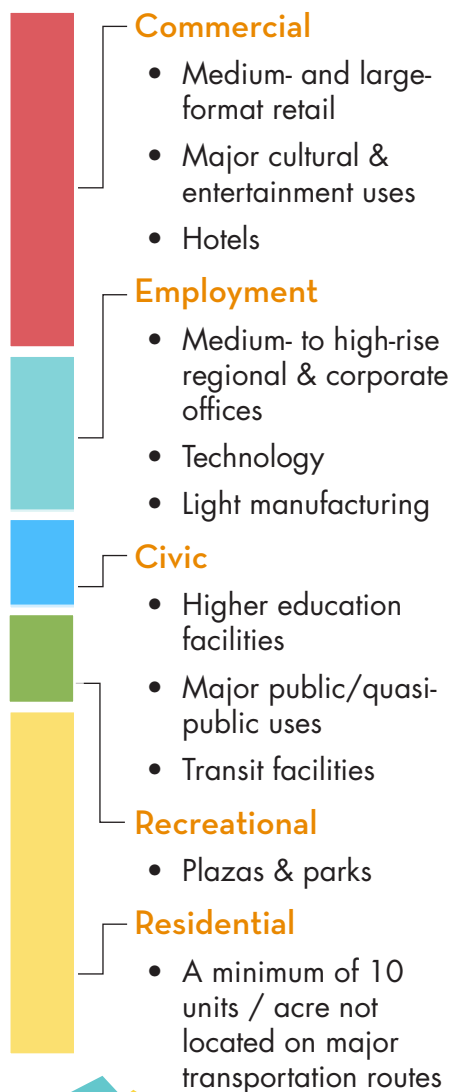 Commercial
• Medium- and large-
format retail
• Major cultural &
entertainment uses
• Hotels
Employment
• Medium- to high-rise
regional & corporate
offices
• Technology
• Light manufacturing
Civic
• Higher education
facilities
• Major public/quasi-
public uses
• Transit facilities
Recreational
• Plazas & parks
Residential
• A minimum of 10
units / acre not
located on major
transportation routes